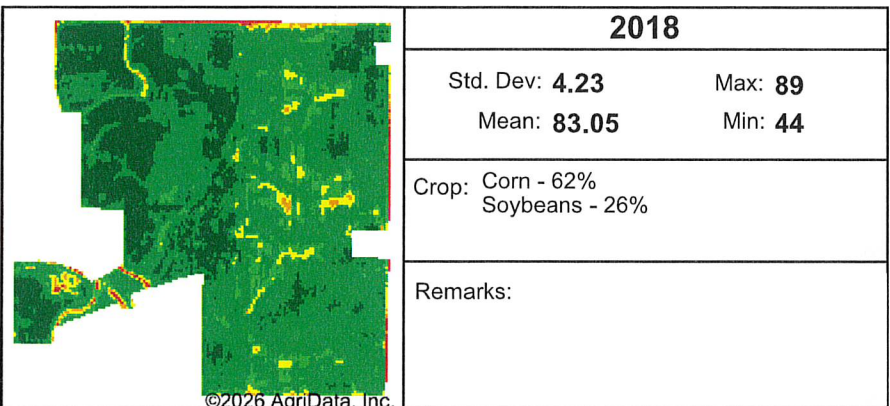 2018
Std. Dev: 4.23 Max: 89
Mean: 83.05 Min: 44
Crop: Corn - 62%
Soybeans - 26%
Remarks:
©2026 AgriData, Inc.